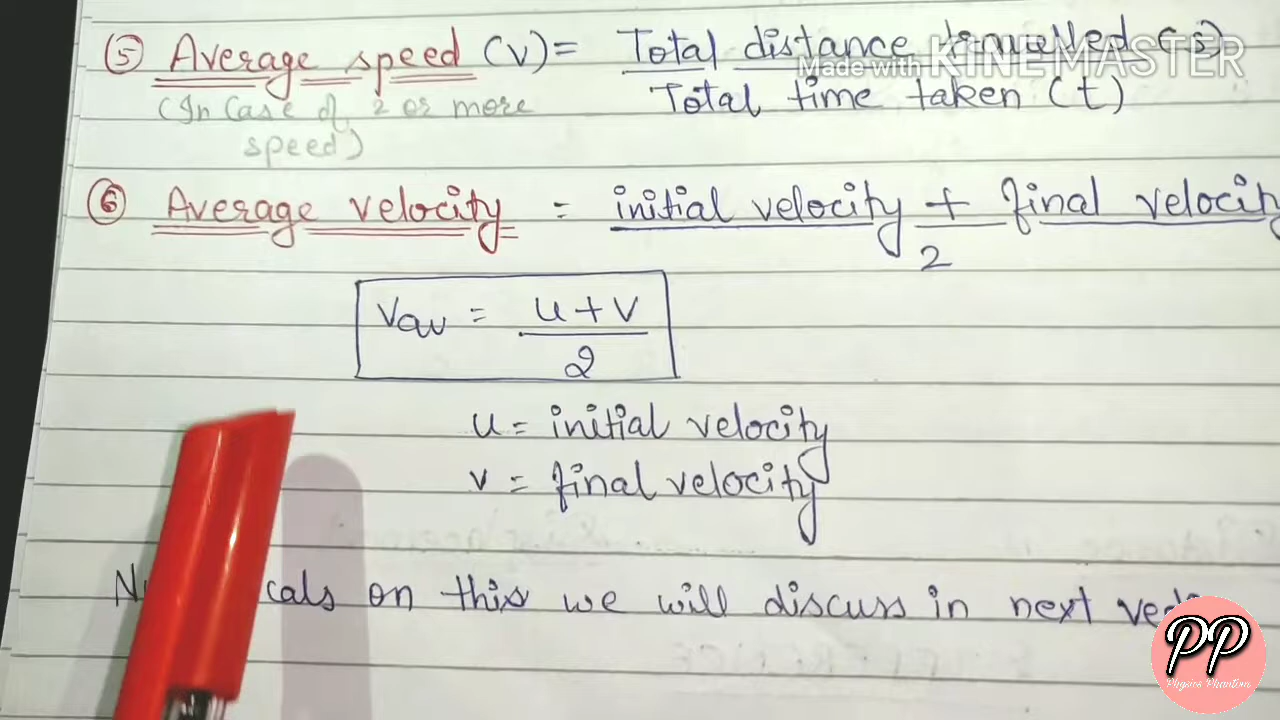 ⑤ Average speed (v) = Total distance travelled (s)
Made with KINEMASTER
Total time taken (t)
(In Case of 2 or more
speed)
⑥ Average velocity = initial velocity + final velocity
2
Vav = u + v
2
u = initial velocity
v = final velocity
cals on this we will discuss in next
PP
Physics Phantom